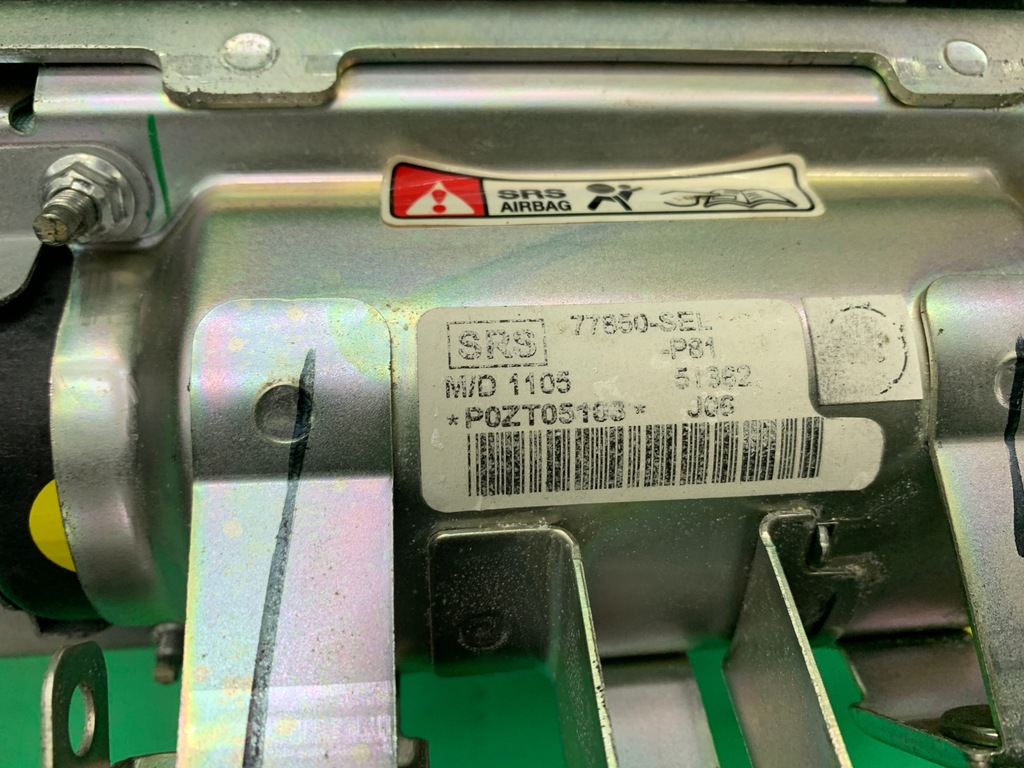 SRS
AIRBAG
SRS
77850-SEL
-P81
M/D 1105
51362
*P0ZT05103*
J06